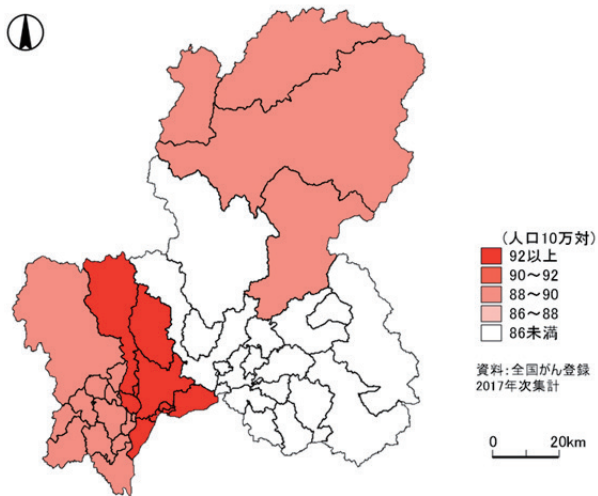 (人口10万対)
92以上
90～92
88～90
86～88
86未満
資料:全国がん登録
2017年次集計
0 20km